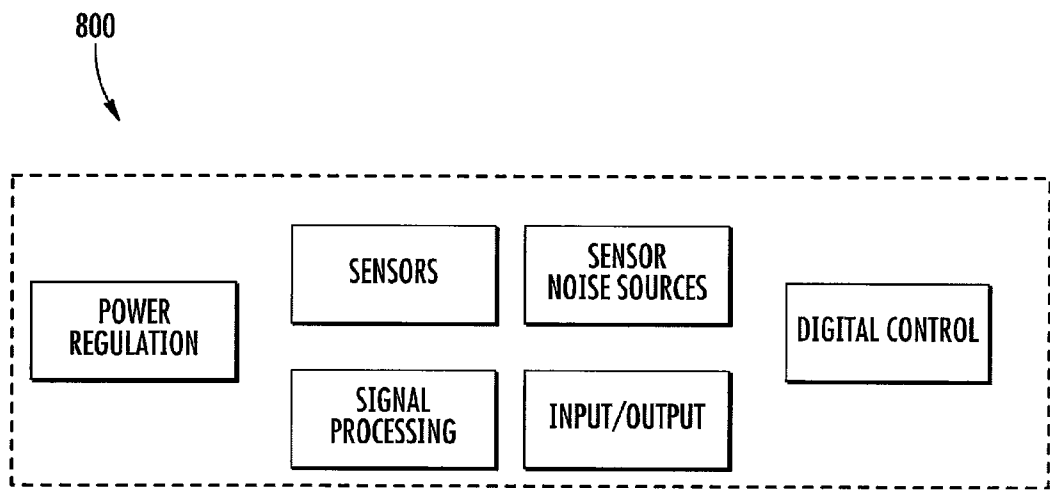 800
POWER
REGULATION
SENSORS
SENSOR
NOISE SOURCES
SIGNAL
PROCESSING
INPUT/OUTPUT
DIGITAL CONTROL